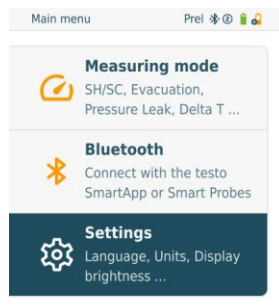 Main menu Prel
Measuring mode
SH/SC, Evacuation,
Pressure Leak, Delta T ...
Bluetooth
Connect with the testo
SmartApp or Smart Probes
Settings
Language, Units, Display
brightness ...